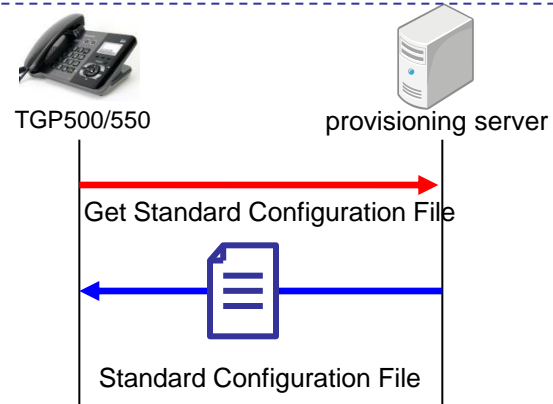 TGP500/550
provisioning server
Get Standard Configuration File
Standard Configuration File